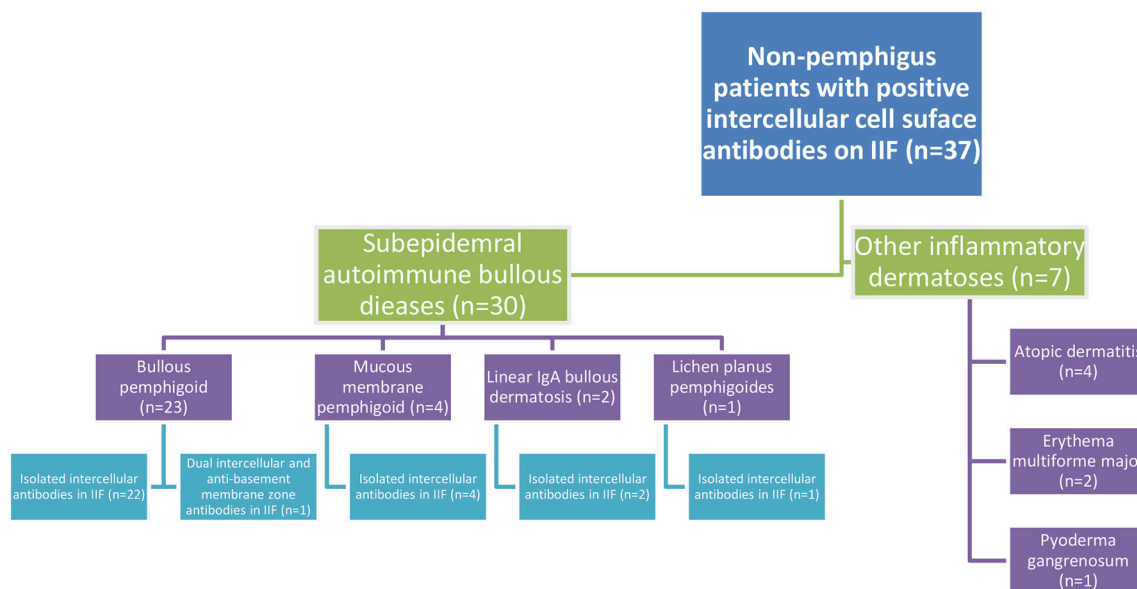 Non-pemphigus
patients with positive
intercellular cell suface
antibodies on IIF (n=37)
Subepidemral
autoimmune bullous
dieases (n=30)
Other inflammatory
dermatoses (n=7)
Bullous
pemphigoid
(n=23)
Mucous
membrane
pemphigoid (n=4)
Linear IgA bullous
dermatosis (n=2)
Lichen planus
pemphigoides
(n=1)
Atopic dermatitis
(n=4)
Isolated intercellular
antibodies in IIF (n=22)
Dual intercellular and
anti-basement
membrane zone
antibodies in IIF (n=1)
Isolated intercellular
antibodies in IIF (n=4)
Isolated intercellular
antibodies in IIF (n=2)
Isolated intercellular
antibodies in IIF (n=1)
Erythema
multiforme major
(n=2)
Pyoderma
gangrenosum
(n=1)